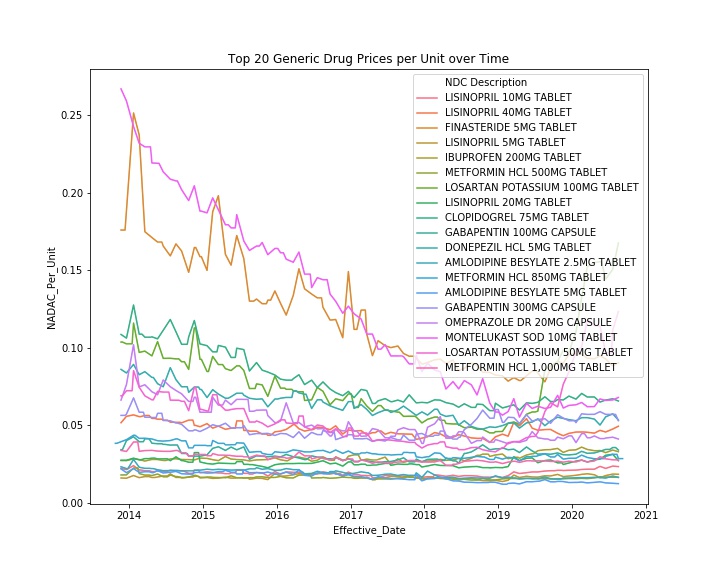 Top 20 Generic Drug Prices per Unit over Time
NDC Description
LISINOPRIL 10MG TABLET
LISINOPRIL 40MG TABLET
FINASTERIDE 5MG TABLET
LISINOPRIL 5MG TABLET
IBUPROFEN 200MG TABLET
METFORMIN HCL 500MG TABLET
LOSARTAN POTASSIUM 100MG TABLET
LISINOPRIL 20MG TABLET
CLOPIDOGREL 75MG TABLET
GABAPENTIN 100MG CAPSULE
DONEPEZIL HCL 5MG TABLET
AMLODIPINE BESYLATE 2.5MG TABLET
METFORMIN HCL 850MG TABLET
AMLODIPINE BESYLATE 5MG TABLET
GABAPENTIN 300MG CAPSULE
OMEPRAZOLE DR 20MG CAPSULE
MONTELUKAST SOD 10MG TABLET
LOSARTAN POTASSIUM 50MG TABLET
METFORMIN HCL 1,000MG TABLET
NADAC_Per_Unit
0.25
0.20
0.15
0.10
0.05
0.00
2014 2015 2016 2017 2018 2019 2020 2021
Effective_Date